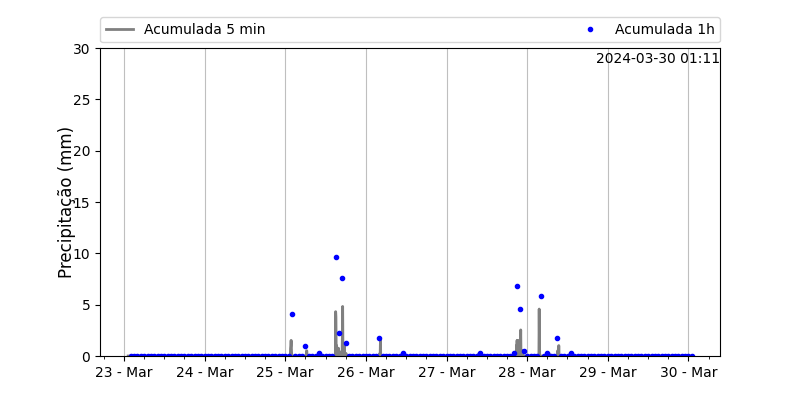 Acumulada 5 min
Acumulada 1h
2024-03-30 01:11
Precipitação (mm)
30
25
20
15
10
5
0
23 - Mar 24 - Mar 25 - Mar 26 - Mar 27 - Mar 28 - Mar 29 - Mar 30 - Mar